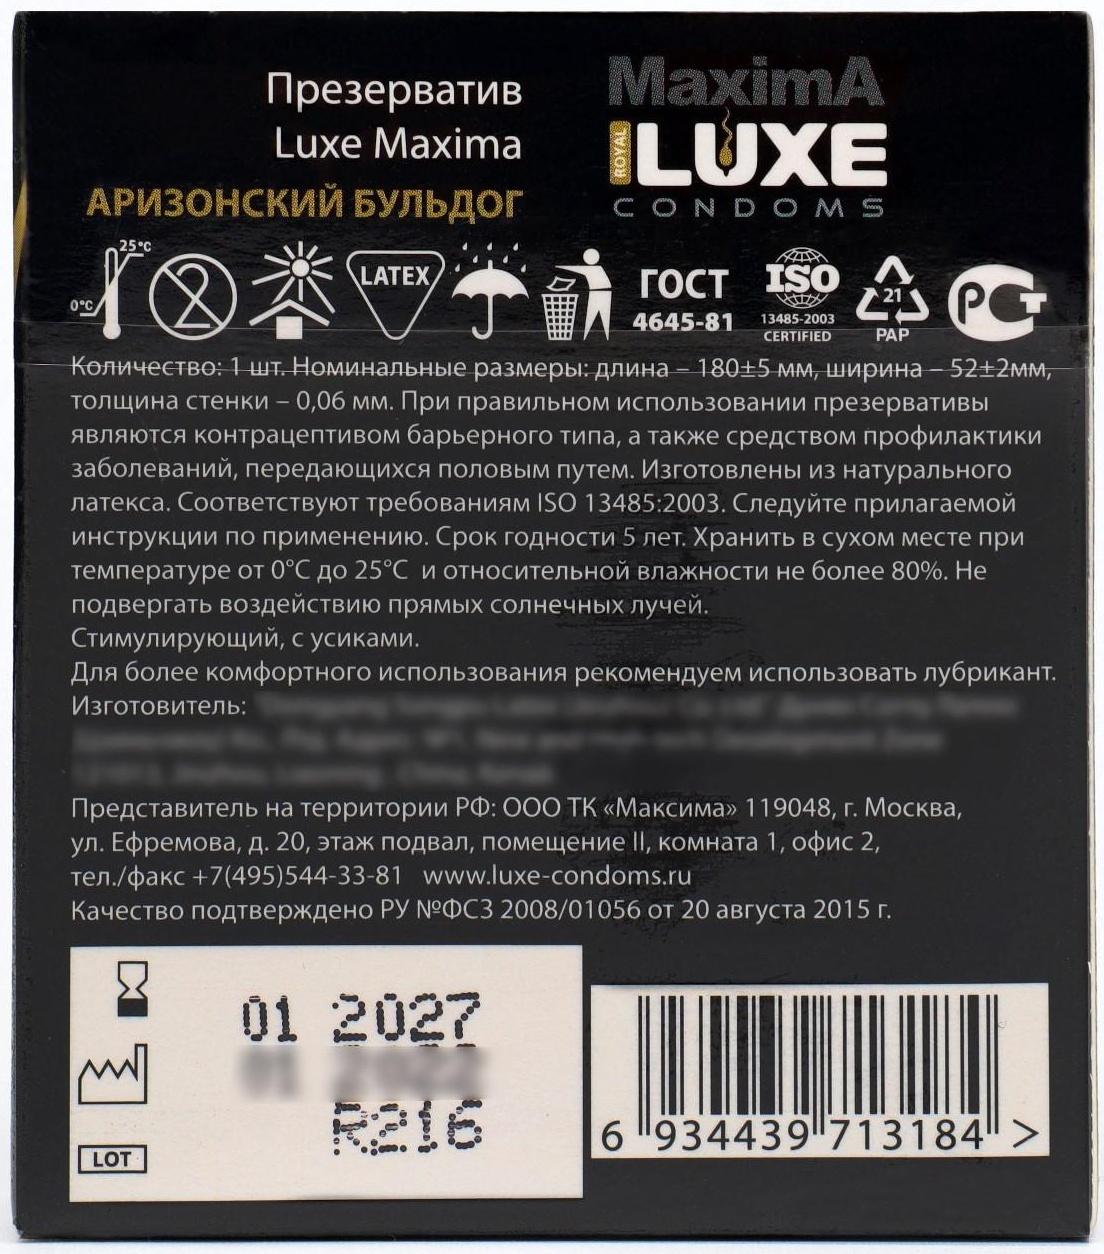 Презерватив
Luxe Maxima
АРИЗОНСКИЙ БУЛЬДОГ
MaximA
ROYAL
LUXE
CONDOMS
25°C
0°C
2
LATEX
ГОСТ
4645-81
ISO
13485-2003
CERTIFIED
21
PAP
РСТ
Количество: 1 шт. Номинальные размеры: длина – 180±5 мм, ширина – 52±2мм,
толщина стенки – 0,06 мм. При правильном использовании презервативы
являются контрацептивом барьерного типа, а также средством профилактики
заболеваний, передающихся половым путем. Изготовлены из натурального
латекса. Соответствуют требованиям ISO 13485:2003. Следуйте прилагаемой
инструкции по применению. Срок годности 5 лет. Хранить в сухом месте при
температуре от 0°С до 25°С и относительной влажности не более 80%. Не
подвергать воздействию прямых солнечных лучей.
Стимулирующий, с усиками.
Для более комфортного использования рекомендуем использовать лубрикант.
Изготовитель:
Представитель на территории РФ: ООО ТК «Максима» 119048, г. Москва,
ул. Ефремова, д. 20, этаж подвал, помещение II, комната 1, офис 2,
тел./факс +7(495)544-33-81 www.luxe-condoms.ru
Качество подтверждено РУ №ФСЗ 2008/01056 от 20 августа 2015 г.
01 2027
R216
LOT
6 934439 713184 >